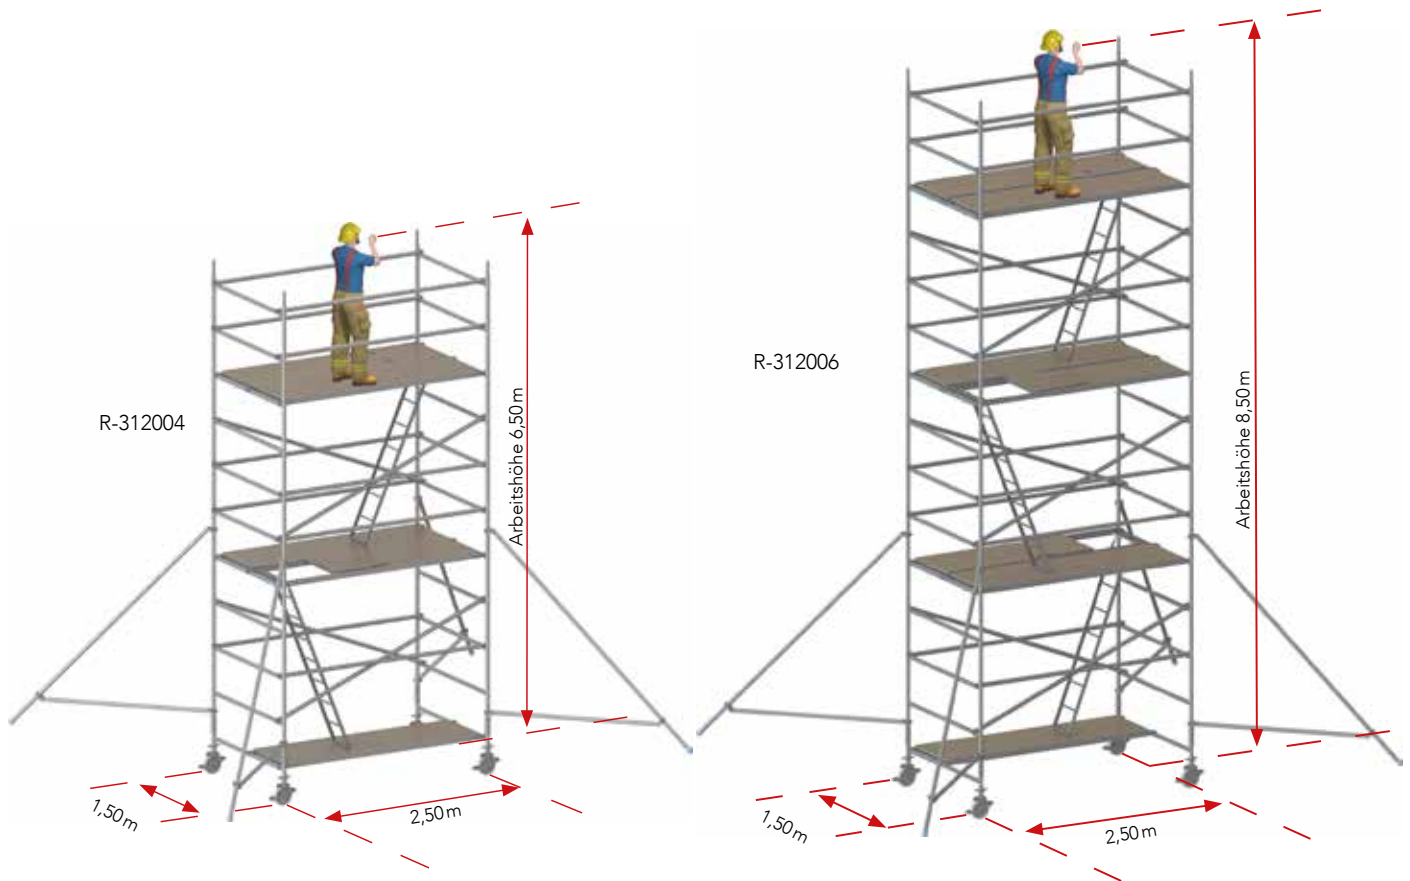 R-312004
Arbeitshöhe 6,50 m
1,50 m
2,50 m
R-312006
Arbeitshöhe 8,50 m
1,50 m
2,50 m